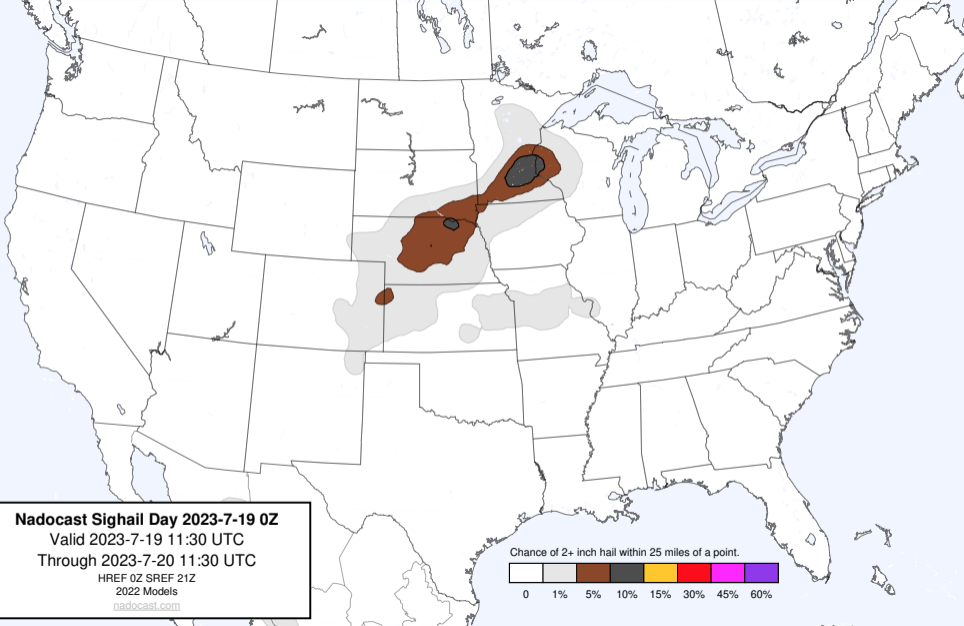 Nadocast Sighail Day 2023-7-19 0Z
Valid 2023-7-19 11:30 UTC
Through 2023-7-20 11:30 UTC
HREF 0Z SREF 21Z
2022 Models
nadocast.com
Chance of 2+ inch hail within 25 miles of a point.
0 1% 5% 10% 15% 30% 45% 60%